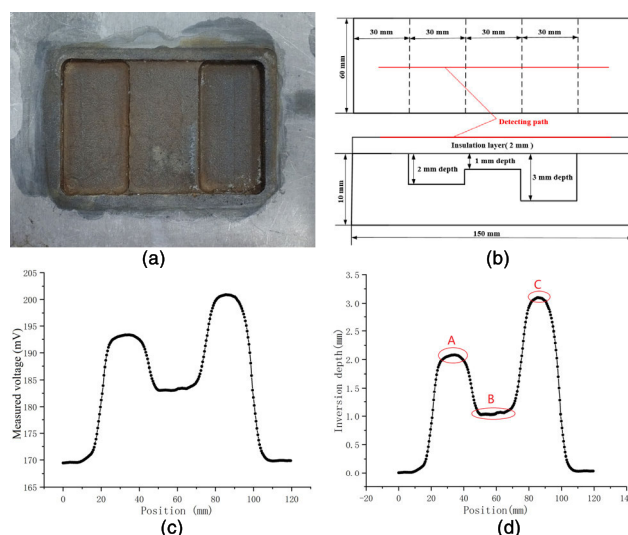 (a)
30 mm 30 mm 30 mm 30 mm
60 mm
Detecting path
Insulation layer( 2 mm )
1 mm depth
2 mm depth
3 mm depth
10 mm
150 mm
(b)
205
200
195
190
185
180
175
170
165
Measured voltage (mV)
0 20 40 60 80 100 120
Position (mm)
(c)
3.5
3.0
2.5
2.0
1.5
1.0
0.5
0.0
Inversion depth(mm)
A
B
C
-20 0 20 40 60 80 100 120 140
Position(mm)
(d)